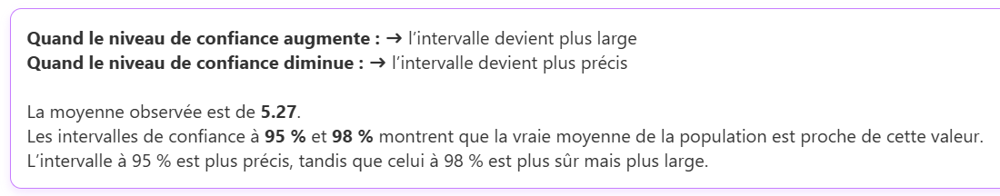 Quand le niveau de confiance augmente : → l’intervalle devient plus large
Quand le niveau de confiance diminue : → l’intervalle devient plus précis
La moyenne observée est de 5.27.
Les intervalles de confiance à 95 % et 98 % montrent que la vraie moyenne de la population est proche de cette valeur.
L’intervalle à 95 % est plus précis, tandis que celui à 98 % est plus sûr mais plus large.